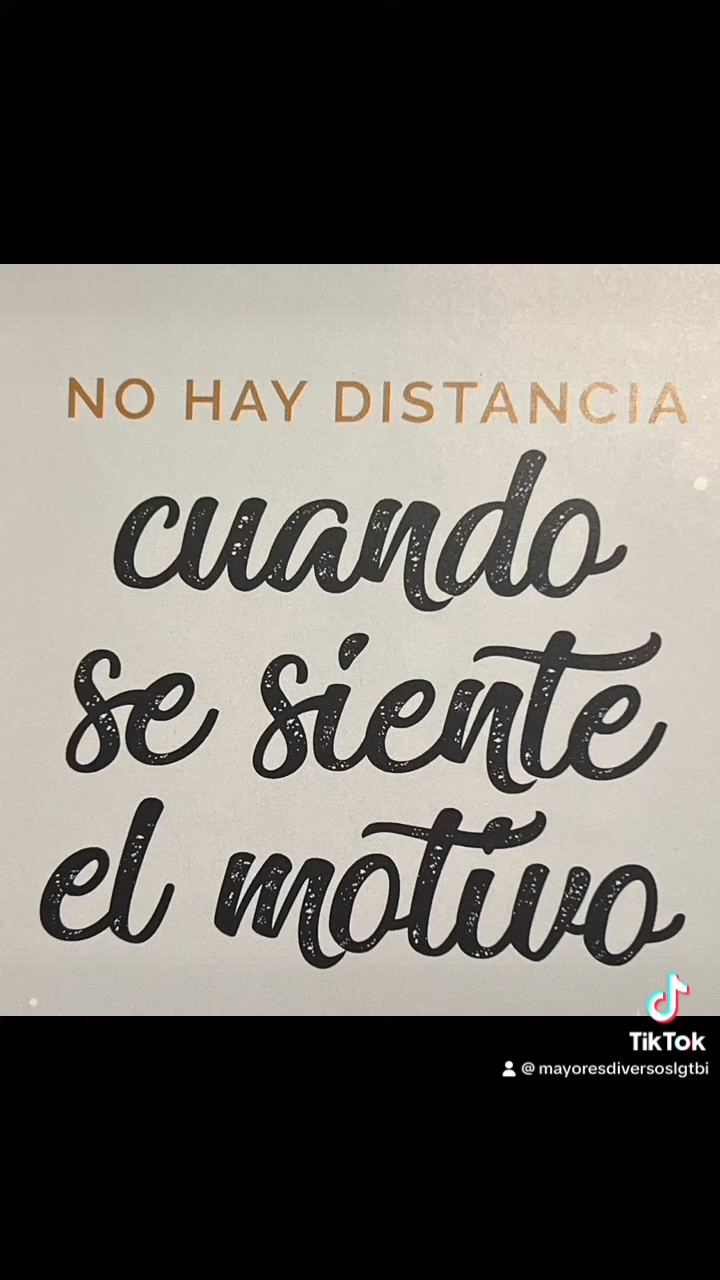 NO HAY DISTANCIA
cuando
se siente
el motivo
TikTok
@mayoresdiversoslgtbi